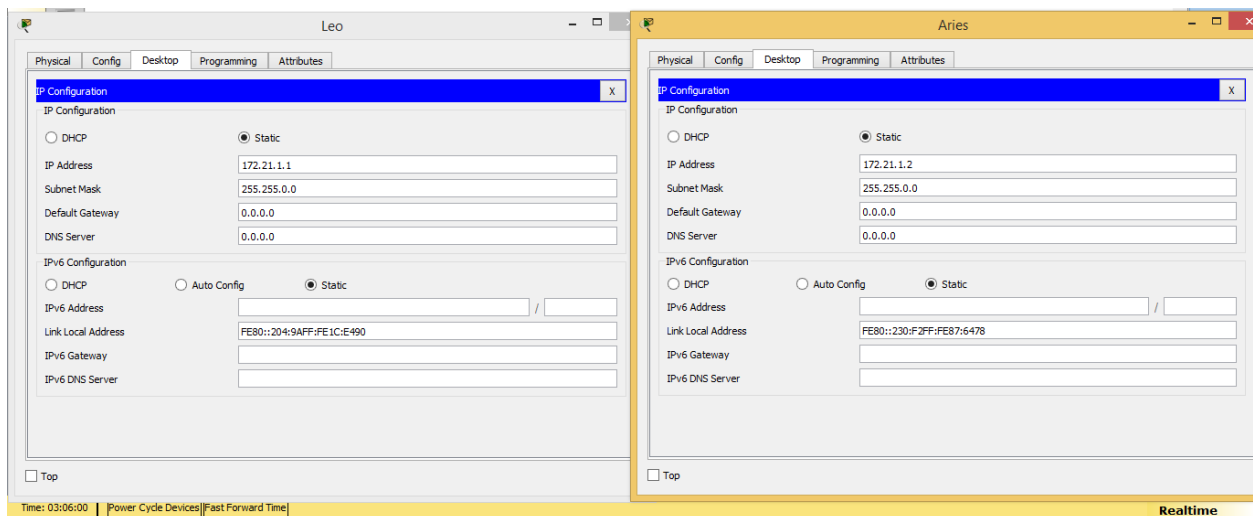 Leo
Physical Config Desktop Programming Attributes
IP Configuration X
IP Configuration
DHCP Static
IP Address 172.21.1.1
Subnet Mask 255.255.0.0
Default Gateway 0.0.0.0
DNS Server 0.0.0.0
IPv6 Configuration
DHCP Auto Config Static
IPv6 Address /
Link Local Address FE80::204:9AFF:FE1C:E490
IPv6 Gateway
IPv6 DNS Server
Top
Aries
Physical Config Desktop Programming Attributes
IP Configuration X
IP Configuration
DHCP Static
IP Address 172.21.1.2
Subnet Mask 255.255.0.0
Default Gateway 0.0.0.0
DNS Server 0.0.0.0
IPv6 Configuration
DHCP Auto Config Static
IPv6 Address /
Link Local Address FE80::230:F2FF:FE87:6478
IPv6 Gateway
IPv6 DNS Server
Top
Time: 03:06:00 Power Cycle Devices Fast Forward Time Realtime